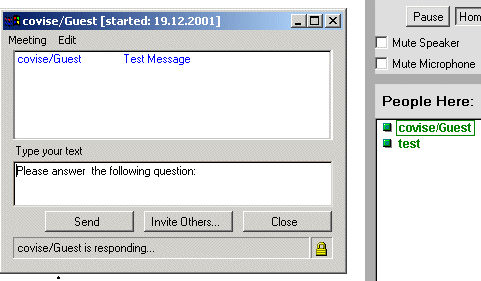 covise/Guest [started: 19.12.2001]
Meeting Edit
covise/Guest Test Message
Type your text
Please answer the following question:
Send Invite Others... Close
covise/Guest is responding...
Pause Hom
Mute Speaker
Mute Microphone
People Here:
covise/Guest
test